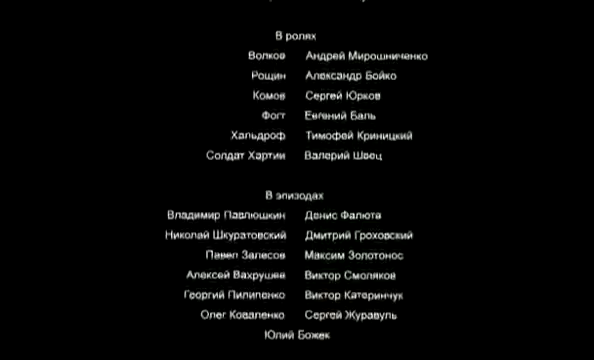 В ролях
Волков Андрей Мирошниченко
Рощин Александр Бойко
Комов Сергей Юрков
Фогт Евгений Баль
Хальдроф Тимофей Криницкий
Солдат Хартии Валерий Швец
В эпизодах
Владимир Павлюшкин Денис Фалюта
Николай Шкуратовский Дмитрий Гроховский
Павел Залесов Максим Золотонос
Алексей Вахрушев Виктор Смоляков
Георгий Пилипенко Виктор Катеринчук
Олег Коваленко Сергей Журавуль
Юлий Божек